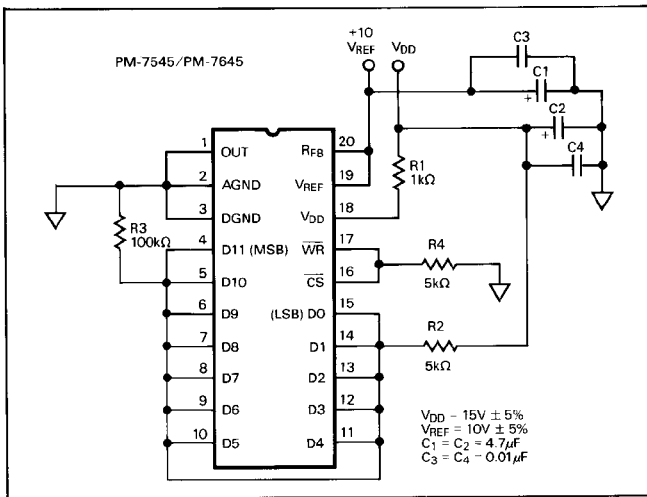 PM-7545/PM-7645
+10
VREF
VDD
C3
C1
+
C2
+
C4
R1
1kΩ
1
OUT
RFB
20
2
AGND
VREF
19
3
DGND
VDD
18
R3
100kΩ
4
D11 (MSB)
WR
17
R4
5kΩ
5
D10
CS
16
6
D9
(LSB) D0
15
7
D8
D1
14
R2
5kΩ
8
D7
D2
13
9
D6
D3
12
10
D5
D4
11
VDD – 15V ± 5%
VREF = 10V ± 5%
C1 = C2 = 4.7µF
C3 = C4 – 0.01µF